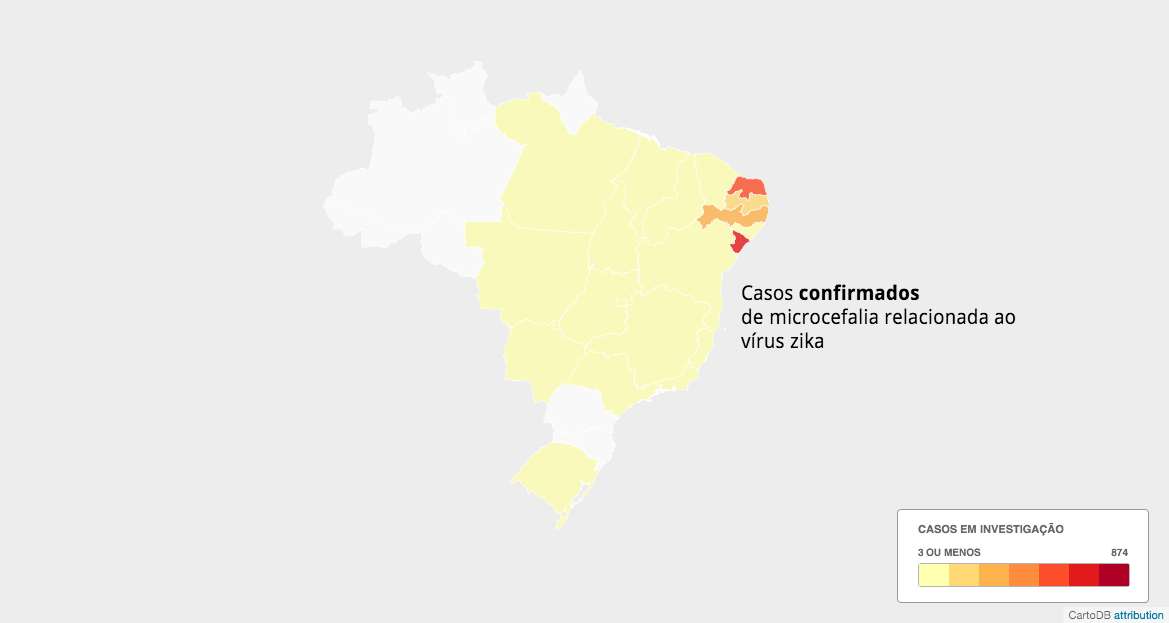 Casos confirmados
de microcefalia relacionada ao
vírus zika
CASOS EM INVESTIGAÇÃO
3 OU MENOS 874
CartoDB attribution